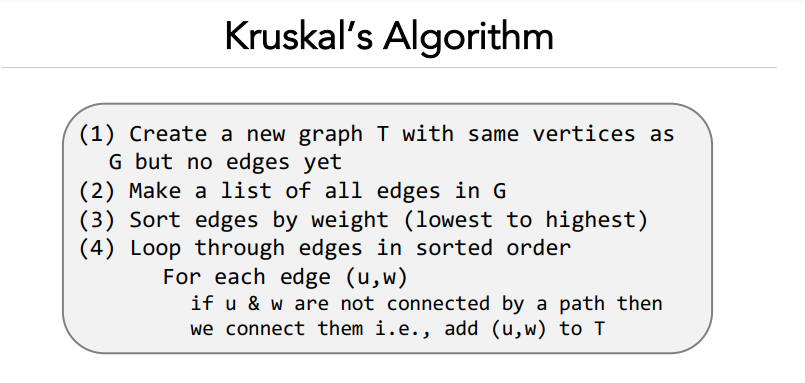 Kruskal’s Algorithm
(1) Create a new graph T with same vertices as
G but no edges yet
(2) Make a list of all edges in G
(3) Sort edges by weight (lowest to highest)
(4) Loop through edges in sorted order
For each edge (u,w)
if u & w are not connected by a path then
we connect them i.e., add (u,w) to T